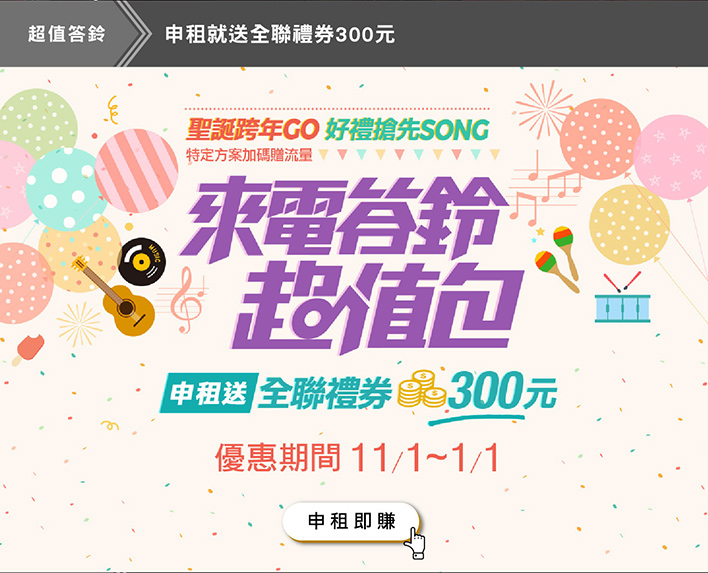 超值答鈴
申租就送全聯禮券300元
聖誕跨年GO 好禮搶先SONG
特定方案加碼贈流量
來電答鈴
超值包
MUSIC
申租送 全聯禮券 300元
優惠期間 11/1~1/1
申租即賺